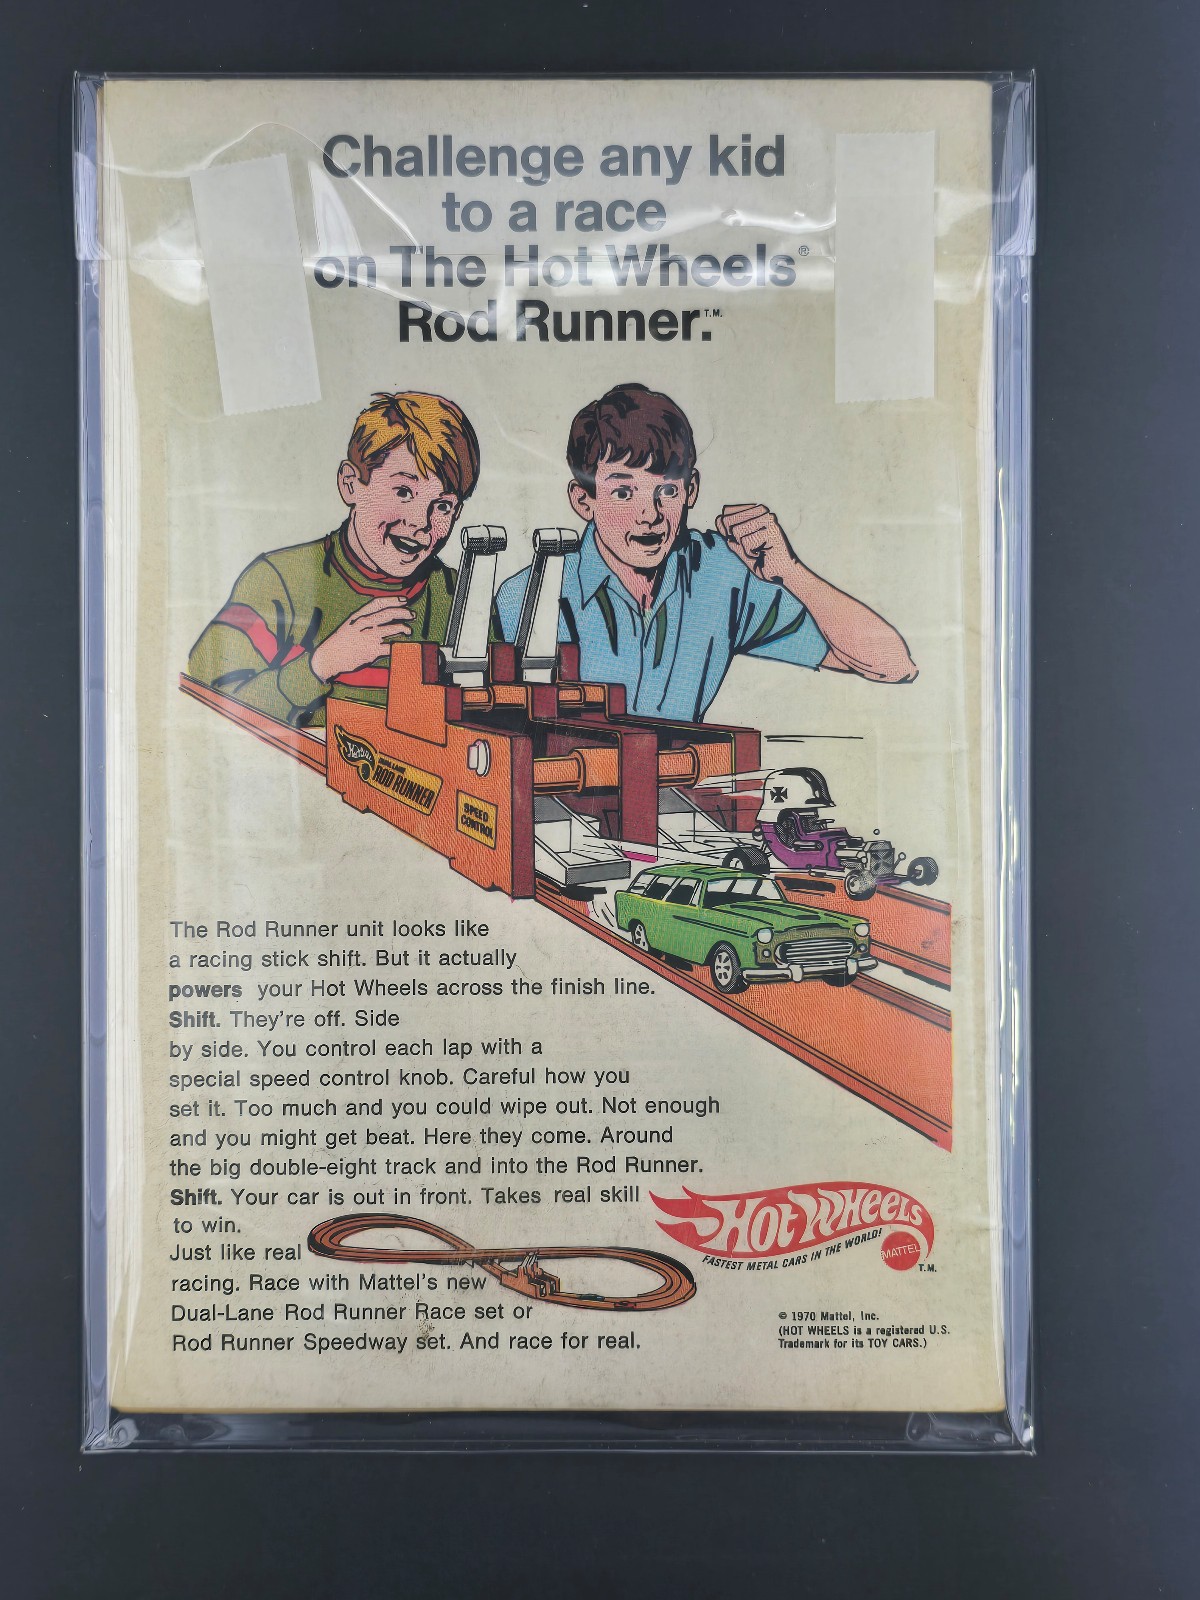 Challenge any kid
to a race
on The Hot Wheels®
Rod Runner.T.M.
Mattel
DUAL-LANE
ROD RUNNER
SPEED
CONTROL
The Rod Runner unit looks like
a racing stick shift. But it actually
powers your Hot Wheels across the finish line.
Shift. They're off. Side
by side. You control each lap with a
special speed control knob. Careful how you
set it. Too much and you could wipe out. Not enough
and you might get beat. Here they come. Around
the big double-eight track and into the Rod Runner.
Shift. Your car is out in front. Takes real skill
to win.
Just like real
racing. Race with Mattel's new
Dual-Lane Rod Runner Race set or
Rod Runner Speedway set. And race for real.
HOT WHEELS
FASTEST METAL CARS IN THE WORLD!
MATTEL
T.M.
© 1970 Mattel, Inc.
(HOT WHEELS is a registered U.S.
Trademark for its TOY CARS.)